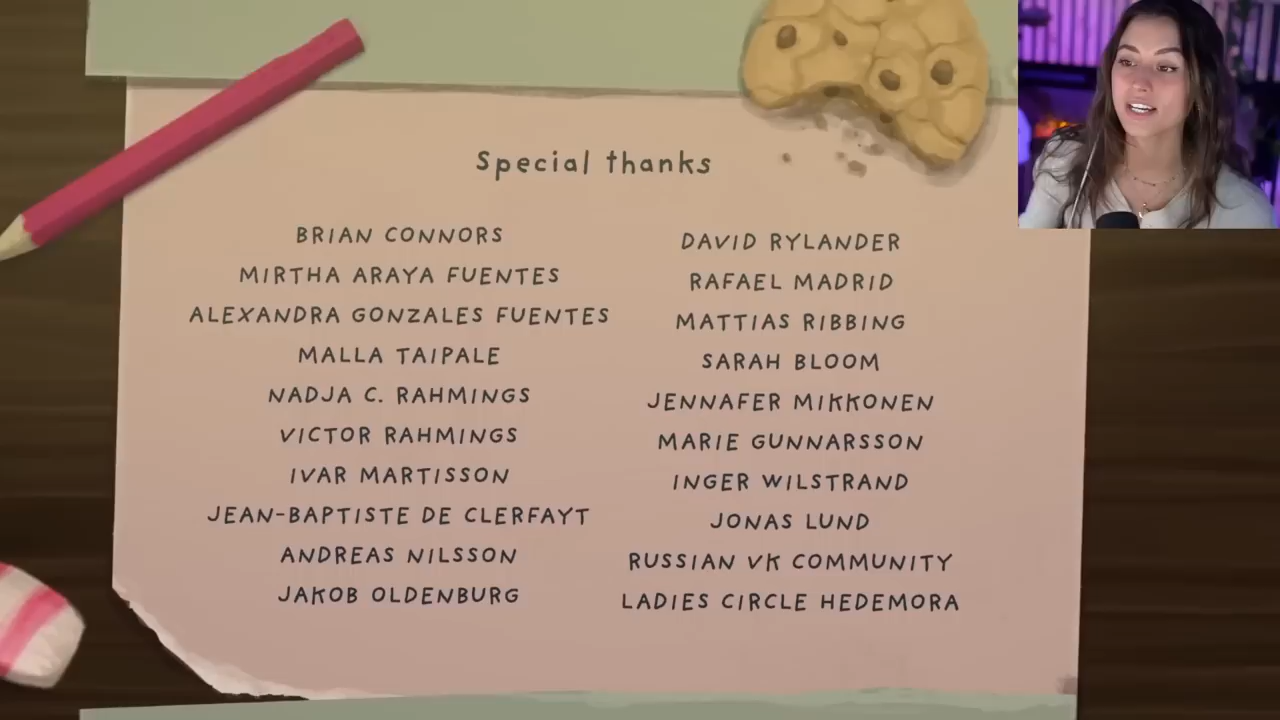 Special thanks
BRIAN CONNORS
MIRTHA ARAYA FUENTES
ALEXANDRA GONZALES FUENTES
MALLA TAIPALE
NADJA C. RAHMINGS
VICTOR RAHMINGS
IVAR MARTISSON
JEAN-BAPTISTE DE CLERFAYT
ANDREAS NILSSON
JAKOB OLDENBURG
DAVID RYLANDER
RAFAEL MADRID
MATTIAS RIBBING
SARAH BLOOM
JENNAFER MIKKONEN
MARIE GUNNARSSON
INGER WILSTRAND
JONAS LUND
RUSSIAN VK COMMUNITY
LADIES CIRCLE HEDEMORA